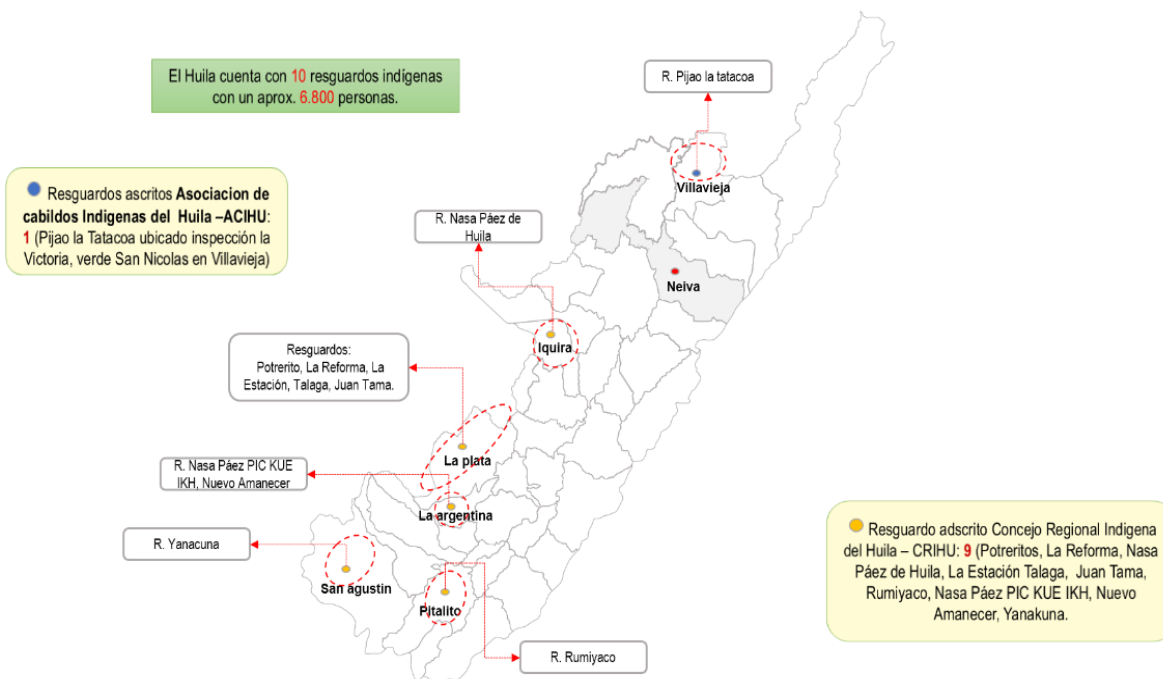 El Huila cuenta con 10 resguardos indígenas
con un aprox. 6.800 personas.
R. Pijao la tatacoa
Resguardos ascritos Asociacion de
cabildos Indigenas del Huila –ACIHU:
1 (Pijao la Tatacoa ubicado inspección la
Victoria, verde San Nicolas en Villavieja)
Villavieja
R. Nasa Páez de
Huila
Neiva
Iquira
Resguardos:
Potrerito, La Reforma, La
Estación, Talaga, Juan Tama.
La plata
R. Nasa Páez PIC KUE
IKH, Nuevo Amanecer
La argentina
R. Yanacuna
San agustin
Pitalito
R. Rumiyaco
Resguardo adscrito Concejo Regional Indígena
del Huila – CRIHU: 9 (Potreritos, La Reforma, Nasa
Páez de Huila, La Estación Talaga, Juan Tama,
Rumiyaco, Nasa Páez PIC KUE IKH, Nuevo
Amanecer, Yanakuna.